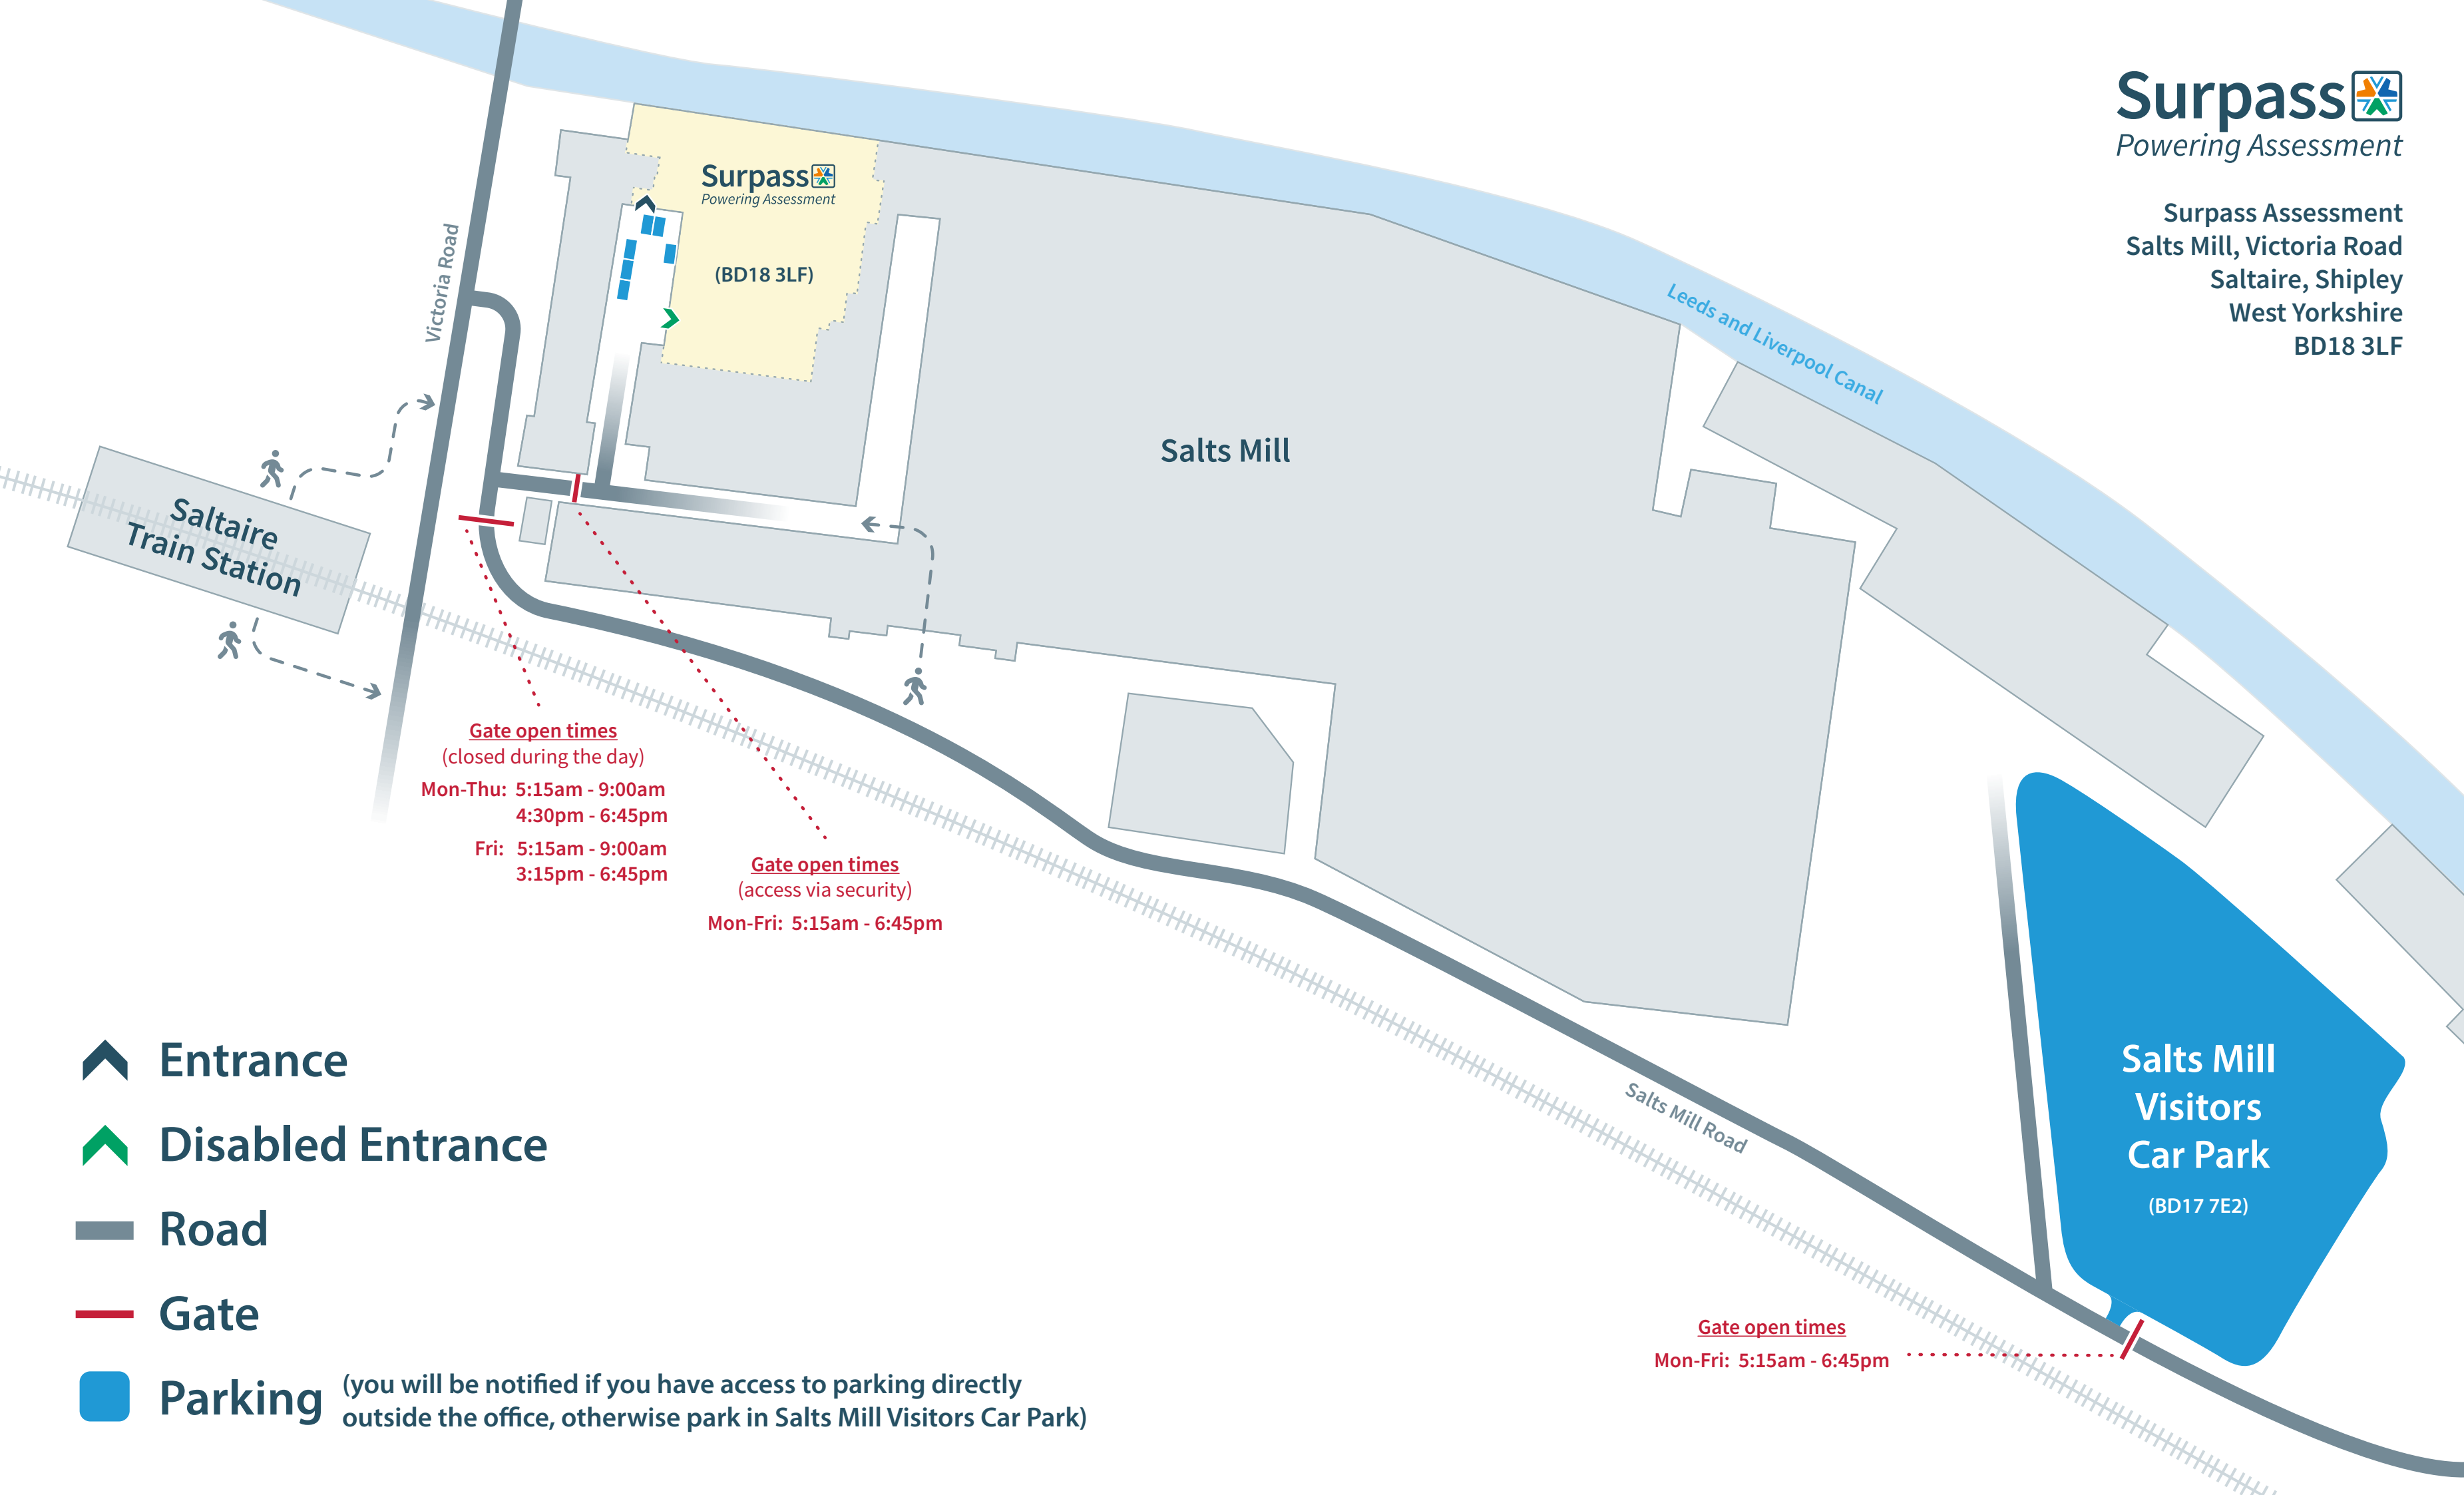 Surpass
Powering Assessment
Surpass Assessment
Salts Mill, Victoria Road
Saltaire, Shipley
West Yorkshire
BD18 3LF
Surpass
Powering Assessment
(BD18 3LF)
Victoria Road
Leeds and Liverpool Canal
Salts Mill
Saltaire
Train Station
Gate open times
(closed during the day)
Mon-Thu: 5:15am - 9:00am
4:30pm - 6:45pm
Fri: 5:15am - 9:00am
3:15pm - 6:45pm
Gate open times
(access via security)
Mon-Fri: 5:15am - 6:45pm
Salts Mill Road
Salts Mill
Visitors
Car Park
(BD17 7E2)
Gate open times
Mon-Fri: 5:15am - 6:45pm
Entrance
Disabled Entrance
Road
Gate
Parking (you will be notified if you have access to parking directly
outside the office, otherwise park in Salts Mill Visitors Car Park)